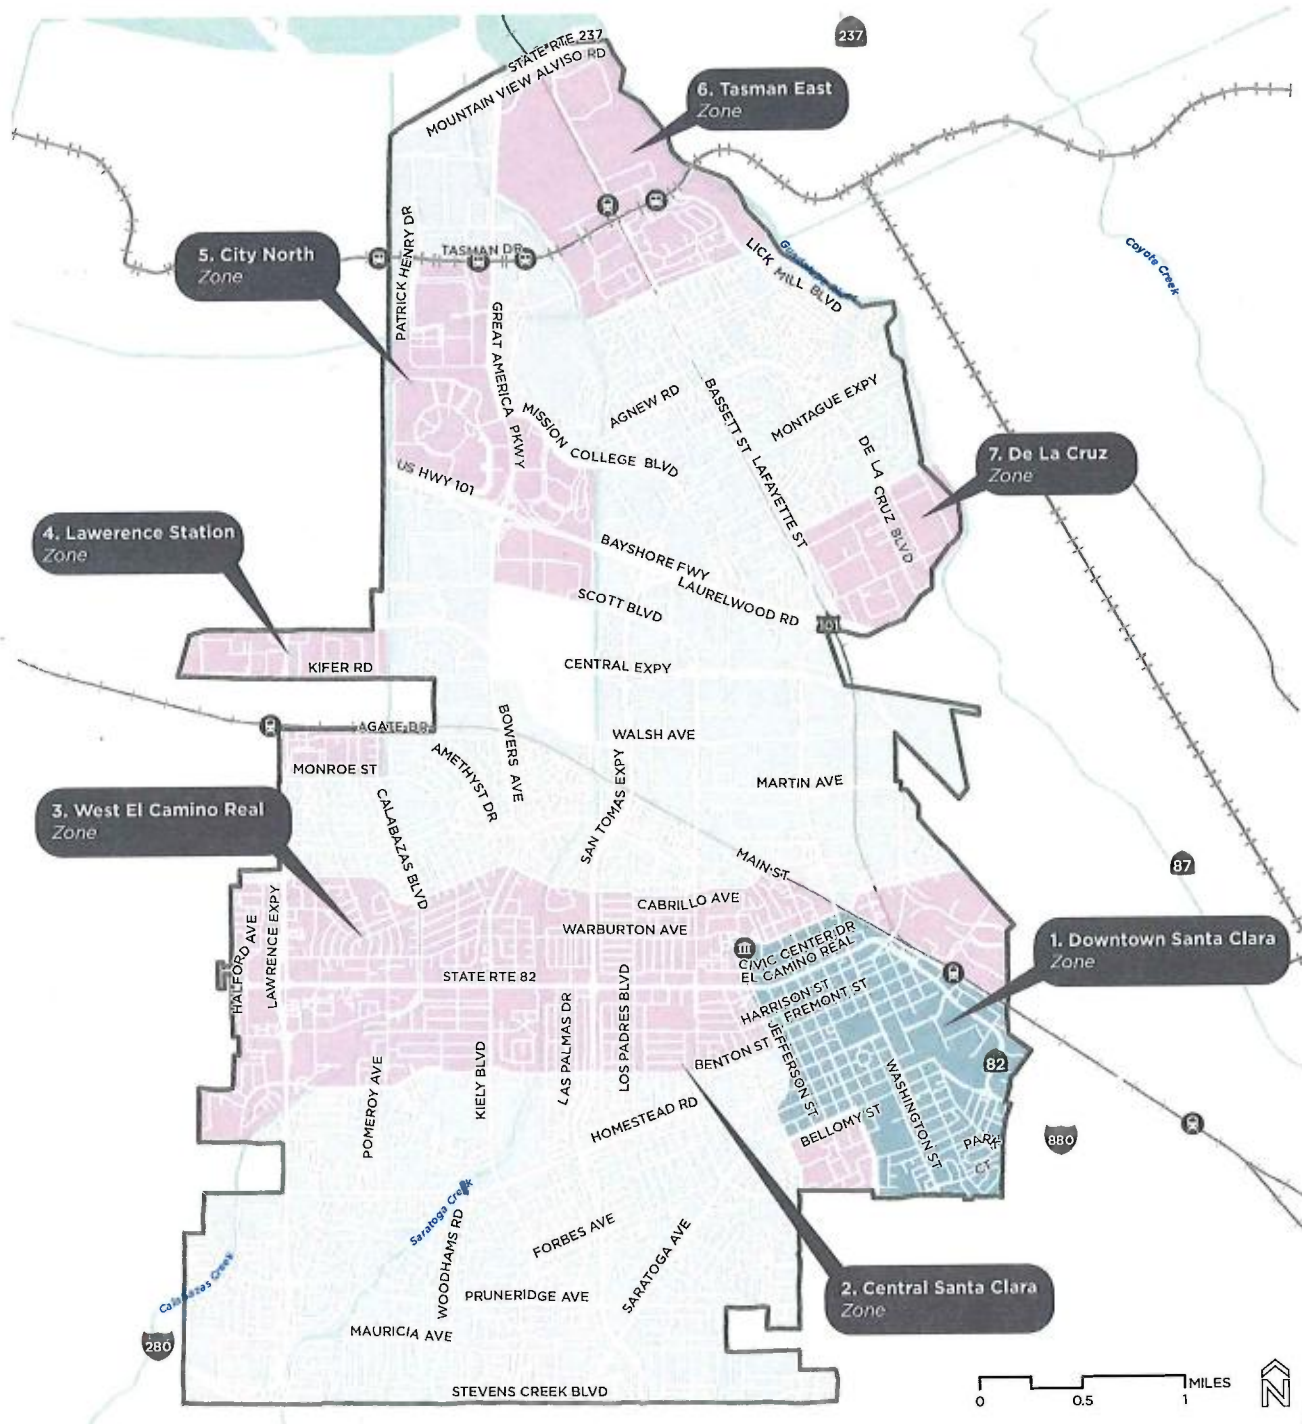 237
STATE RTE 237
MOUNTAIN VIEW ALVISO RD
6. Tasman East
Zone
5. City North
Zone
PATRICK HENRY DR
TASMAN DR
LICK MILL BLVD
Coyote Creek
GREAT AMERICA PKWY
MISSION COLLEGE BLVD
AGNEW RD
BASSETT ST
LAFAYETTE ST
MONTAGUE EXPY
DE LA CRUZ BLVD
7. De La Cruz
Zone
US HWY 101
4. Lawerence Station
Zone
BAYSHORE FWY
LAURELWOOD RD
SCOTT BLVD
101
KIFER RD
CENTRAL EXPY
AGATE DR
BOWERS AVE
WALSH AVE
MONROE ST
AMETHYST DR
SAN TOMAS EXPY
MARTIN AVE
3. West El Camino Real
Zone
CALABAZAS BLVD
MAIN ST
87
CABRILLO AVE
HALFORD AVE
LAWRENCE EXPY
WARBURTON AVE
CIVIC CENTER DR
EL CAMINO REAL
1. Downtown Santa Clara
Zone
STATE RTE 82
HARRISON ST
FREMONT ST
LAS PALMAS DR
LOS PADRES BLVD
JEFFERSON ST
BENTON ST
WASHINGTON ST
82
POMEROY AVE
KIELY BLVD
HOMESTEAD RD
BELLOMY ST
PARK
CT
880
Saratoga Creek
WOODHAMS RD
FORBES AVE
SARATOGA AVE
Calabazas Creek
PRUNERIDGE AVE
2. Central Santa Clara
Zone
280
MAURICIA AVE
STEVENS CREEK BLVD
MILES
0 0.5 1
N